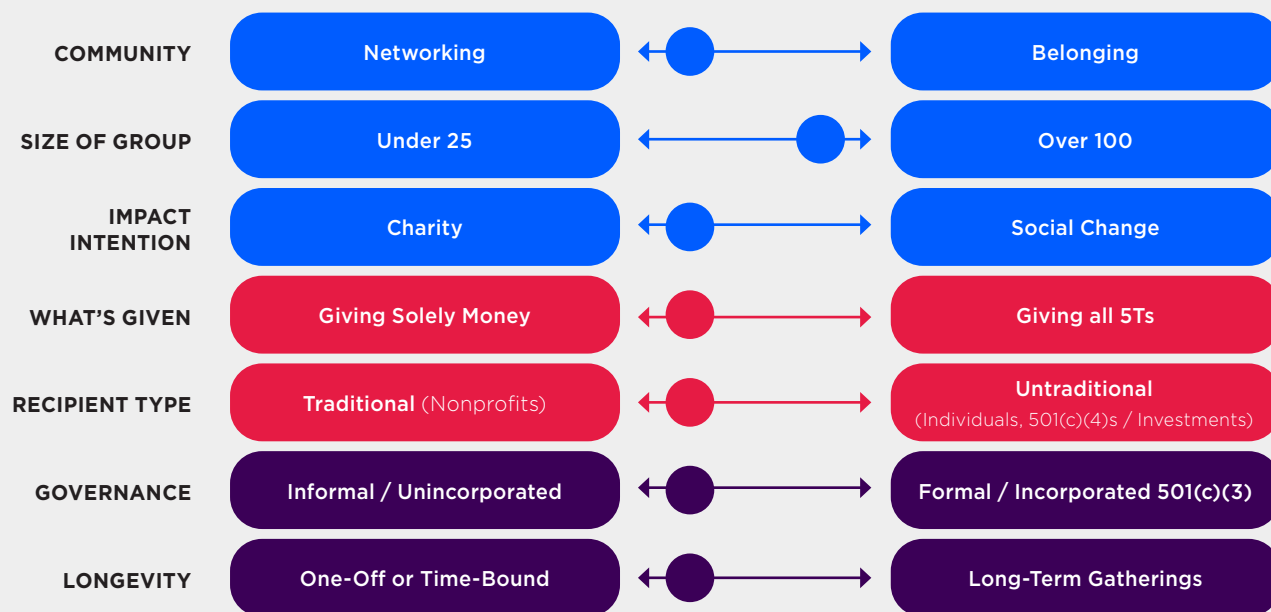 COMMUNITY
Networking
Belonging
SIZE OF GROUP
Under 25
Over 100
IMPACT
INTENTION
Charity
Social Change
WHAT’S GIVEN
Giving Solely Money
Giving all 5Ts
RECIPIENT TYPE
Traditional (Nonprofits)
Untraditional
(Individuals, 501(c)(4)s / Investments)
GOVERNANCE
Informal / Unincorporated
Formal / Incorporated 501(c)(3)
LONGEVITY
One-Off or Time-Bound
Long-Term Gatherings